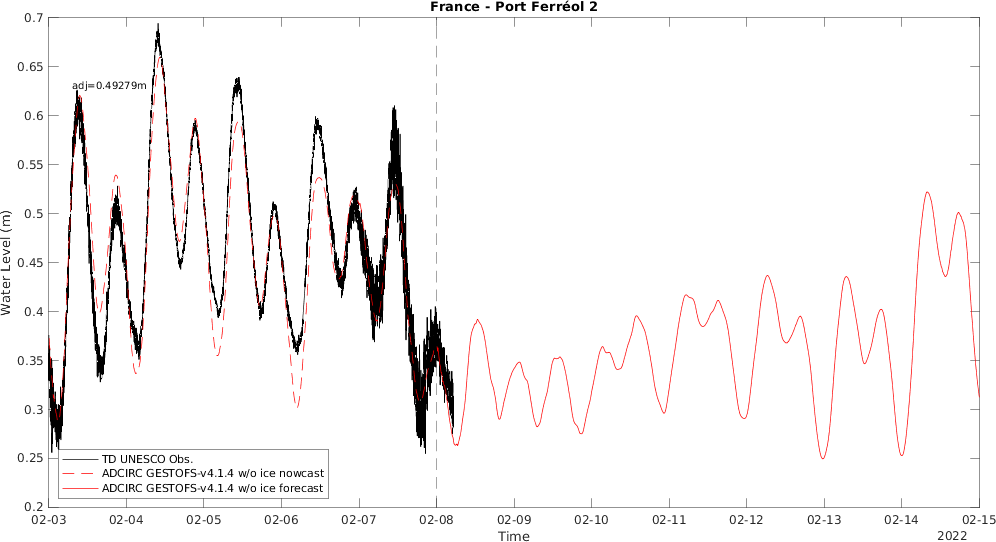 France - Port Ferréol 2
0.7
0.65
0.6
0.55
0.5
0.45
0.4
0.35
0.3
0.25
0.2
Water Level (m)
adj=0.49279m
TD UNESCO Obs.
ADCIRC GESTOFS-v4.1.4 w/o ice nowcast
ADCIRC GESTOFS-v4.1.4 w/o ice forecast
02-03 02-04 02-05 02-06 02-07 02-08 02-09 02-10 02-11 02-12 02-13 02-14 02-15
Time
2022